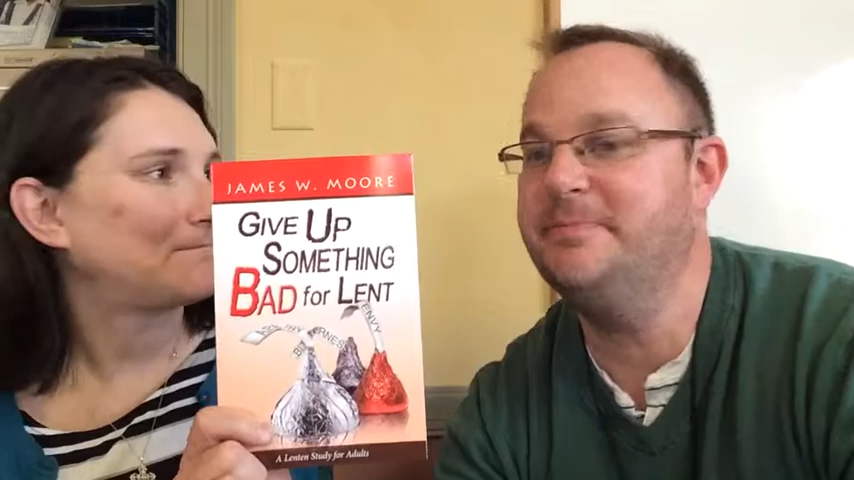 JAMES W. MOORE
GIVE UP
SOMETHING
BAD FOR LENT
ENVY
A Lenten Study for Adults